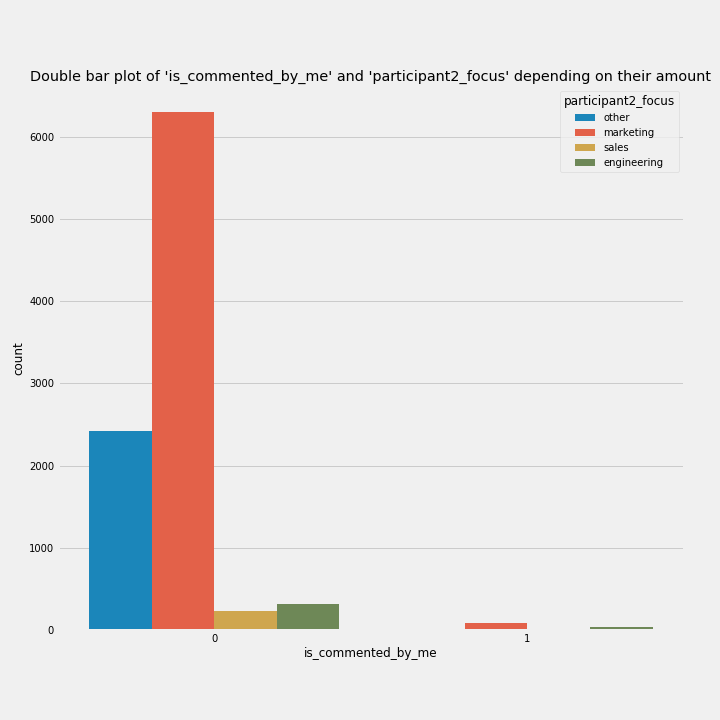 Double bar plot of 'is_commented_by_me' and 'participant2_focus' depending on their amount
participant2_focus
other
marketing
sales
engineering
6000
5000
4000
3000
2000
1000
0
count
0
1
is_commented_by_me